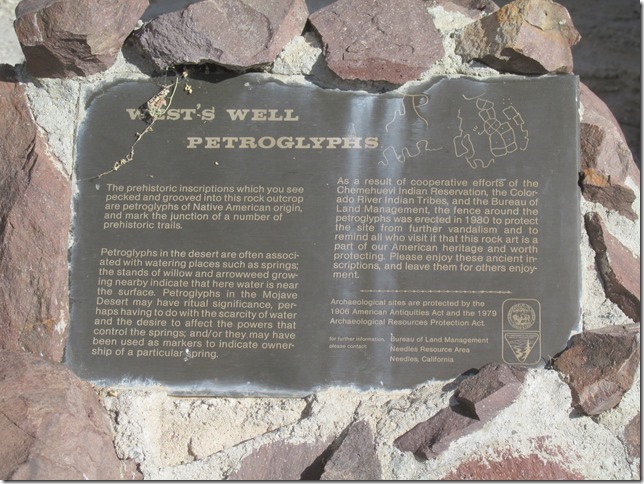 WEST'S WELL
PETROGLYPHS
The prehistoric inscriptions which you see
pecked and grooved into this rock outcrop
are petroglyphs of Native American origin,
and mark the junction of a number of
prehistoric trails.
Petroglyphs in the desert are often associ-
ated with watering places such as springs;
the stands of willow and arrowweed grow-
ing nearby indicate that here water is near
the surface. Petroglyphs in the Mojave
Desert may have ritual significance, per-
haps having to do with the scarcity of water
and the desire to affect the powers that
control the springs; and/or they may have
been used as markers to indicate owner-
ship of a particular spring.
As a result of cooperative efforts of the
Chemehuevi Indian Reservation, the Color-
ado River Indian Tribes, and the Bureau of
Land Management, the fence around the
petroglyphs was erected in 1980 to protect
the site from further vandalism and to
remind all who visit it that this rock art is a
part of our American heritage and worth
protecting. Please enjoy these ancient in-
scriptions, and leave them for others enjoy-
ment.
Archaeological sites are protected by the
1906 American Antiquities Act and the 1979
Archaeological Resources Protection Act.
for further information,
please contact
Bureau of Land Management
Needles Resource Area
Needles, California